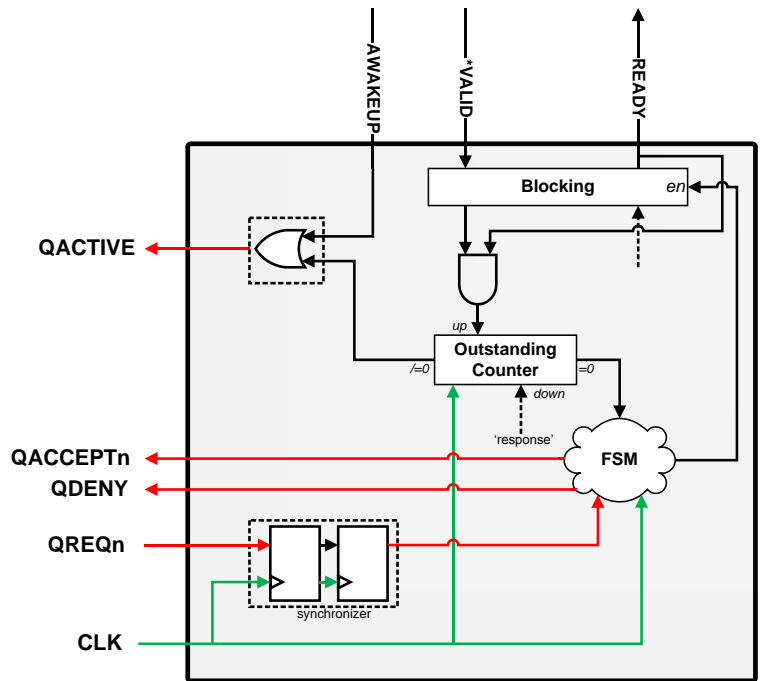 AWAKEUP
*VALID
READY
Blocking
en
QACTIVE
up
Outstanding
Counter
/=0
=0
down
'response'
QACCEPTn
FSM
QDENY
QREQn
synchronizer
CLK